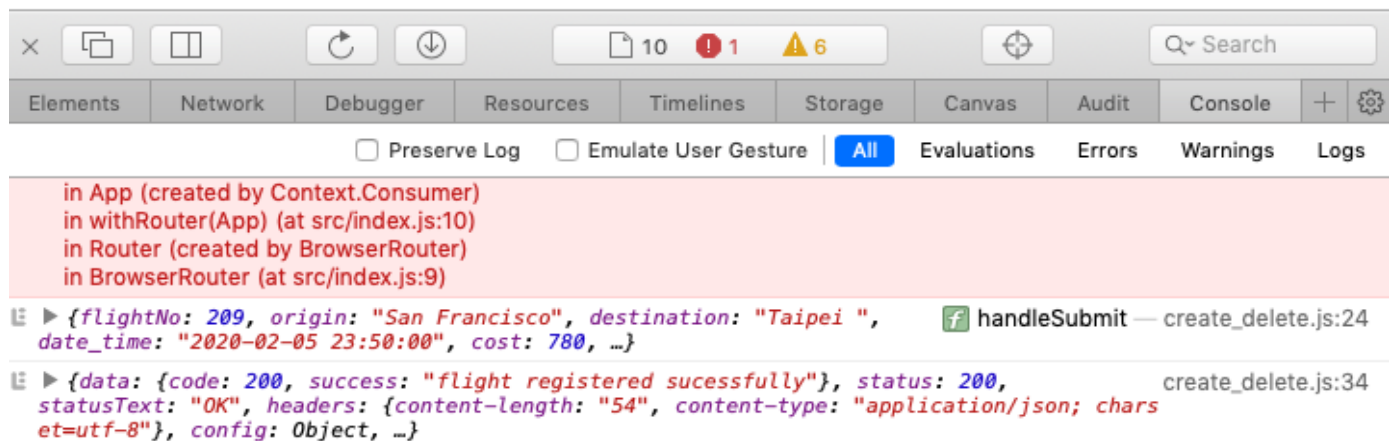 10 1 6 Search
Elements Network Debugger Resources Timelines Storage Canvas Audit Console
Preserve Log Emulate User Gesture All Evaluations Errors Warnings Logs
in App (created by Context.Consumer)
in withRouter(App) (at src/index.js:10)
in Router (created by BrowserRouter)
in BrowserRouter (at src/index.js:9)
{flightNo: 209, origin: "San Francisco", destination: "Taipei ", f handleSubmit — create_delete.js:24
date_time: "2020-02-05 23:50:00", cost: 780, …}
{data: {code: 200, success: "flight registered sucessfully"}, status: 200, create_delete.js:34
statusText: "OK", headers: {content-length: "54", content-type: "application/json; chars
et=utf-8"}, config: Object, …}